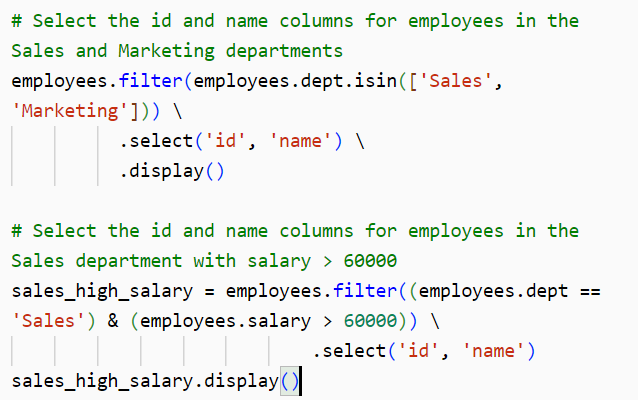 # Select the id and name columns for employees in the
Sales and Marketing departments
employees.filter(employees.dept.isin(['Sales',
'Marketing'])) \
.select('id', 'name') \
.display()
# Select the id and name columns for employees in the
Sales department with salary > 60000
sales_high_salary = employees.filter((employees.dept ==
'Sales') & (employees.salary > 60000)) \
.select('id', 'name')
sales_high_salary.display()